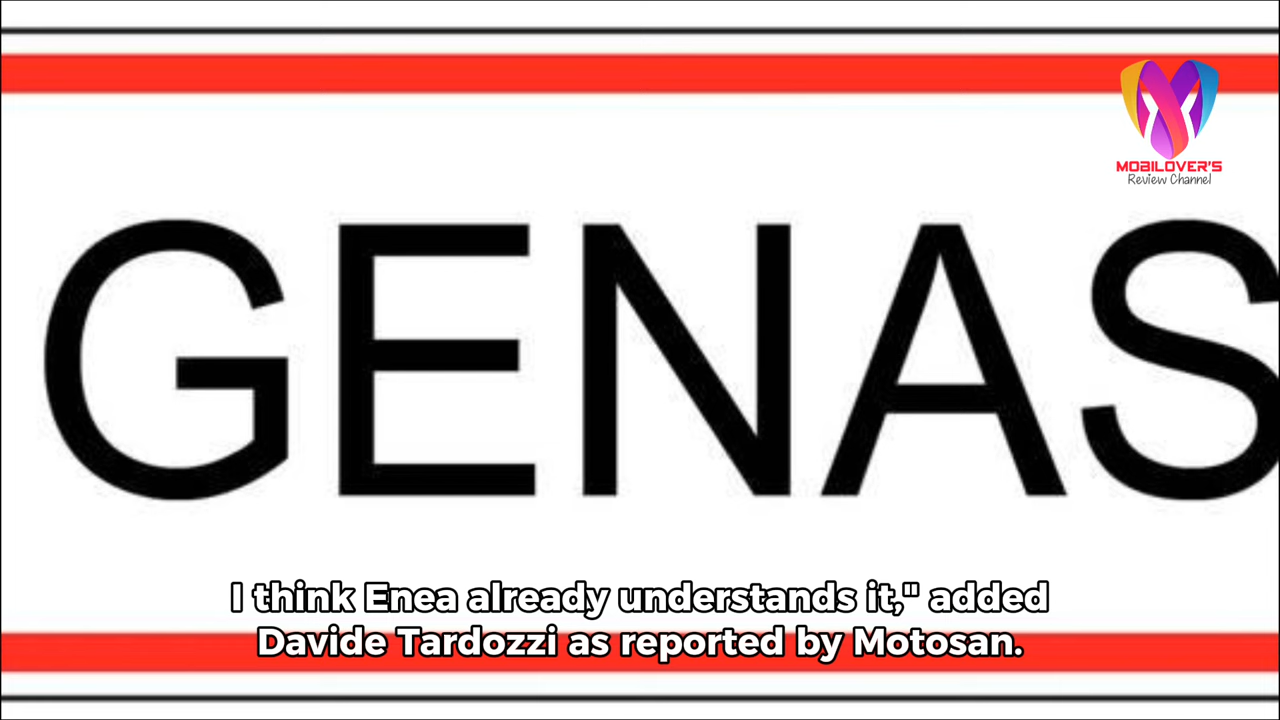 MOBILOVER'S
Review Channel
GENAS
I think Enea already understands it," added
Davide Tardozzi as reported by Motosan.